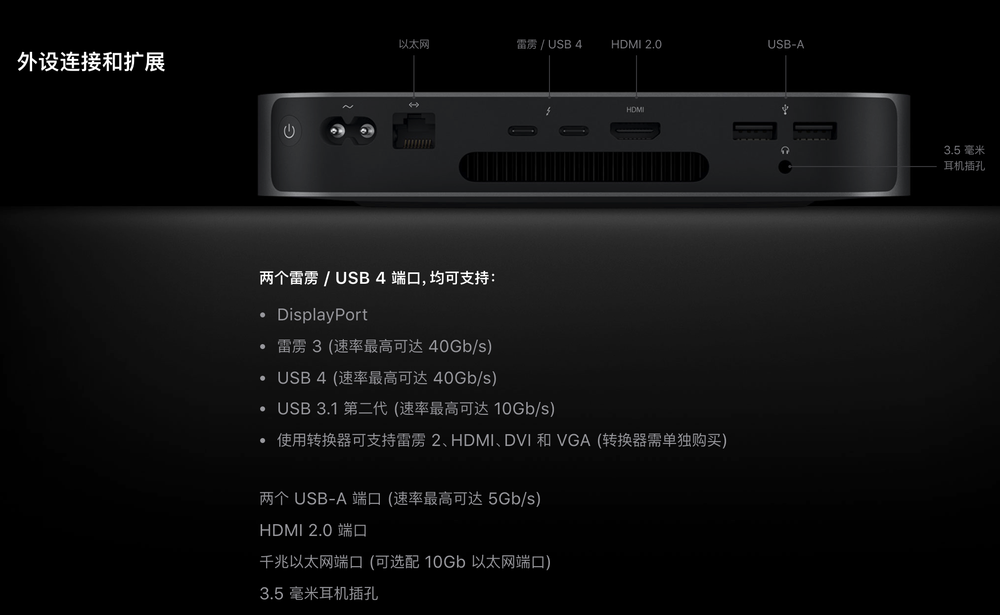 外设连接和扩展
以太网
雷雳 / USB 4
HDMI 2.0
USB-A
HDMI
3.5 毫米
耳机插孔
两个雷雳 / USB 4 端口，均可支持：
• DisplayPort
• 雷雳 3 (速率最高可达 40Gb/s)
• USB 4 (速率最高可达 40Gb/s)
• USB 3.1 第二代 (速率最高可达 10Gb/s)
• 使用转换器可支持雷雳 2、HDMI、DVI 和 VGA (转换器需单独购买)
两个 USB-A 端口 (速率最高可达 5Gb/s)
HDMI 2.0 端口
千兆以太网端口 (可选配 10Gb 以太网端口)
3.5 毫米耳机插孔